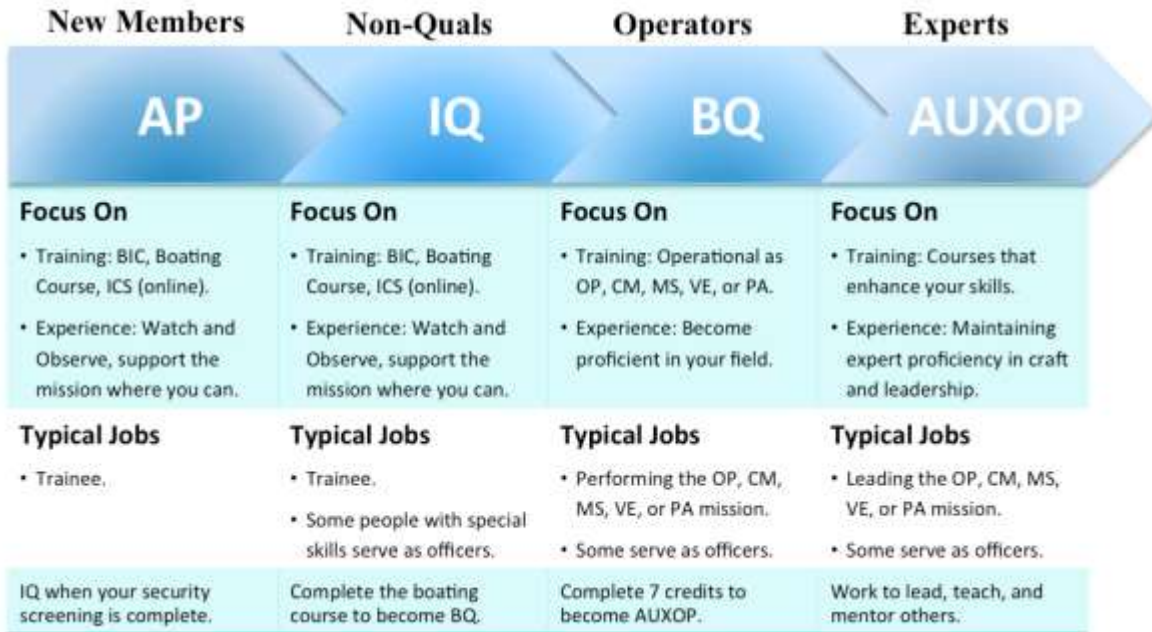 New Members
Non-Quals
Operators
Experts
AP
IQ
BQ
AUXOP
Focus On
• Training: BIC, Boating
Course, ICS (online).
• Experience: Watch and
Observe, support the
mission where you can.
Focus On
• Training: BIC, Boating
Course, ICS (online).
• Experience: Watch and
Observe, support the
mission where you can.
Focus On
• Training: Operational as
OP, CM, MS, VE, or PA.
• Experience: Become
proficient in your field.
Focus On
• Training: Courses that
enhance your skills.
• Experience: Maintaining
expert proficiency in craft
and leadership.
Typical Jobs
• Trainee.
Typical Jobs
• Trainee.
• Some people with special
skills serve as officers.
Typical Jobs
• Performing the OP, CM,
MS, VE, or PA mission.
• Some serve as officers.
Typical Jobs
• Leading the OP, CM, MS,
VE, or PA mission.
• Some serve as officers.
IQ when your security
screening is complete.
Complete the boating
course to become BQ.
Complete 7 credits to
become AUXOP.
Work to lead, teach, and
mentor others.